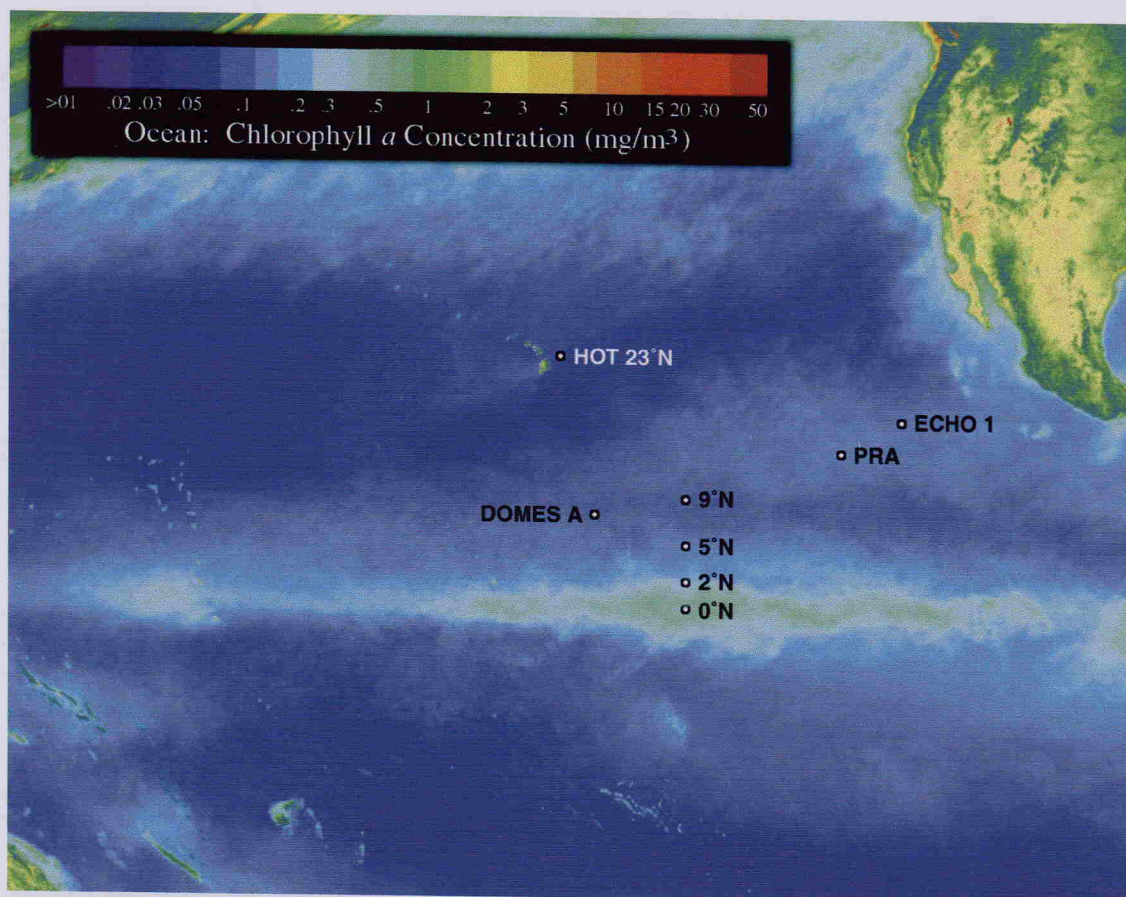 >01 .02 .03 .05 .1 .2 .3 .5 1 2 3 5 10 15 20 30 50
Ocean: Chlorophyll a Concentration (mg/m³)
HOT 23°N
ECHO 1
PRA
9°N
DOMES A
5°N
2°N
0°N